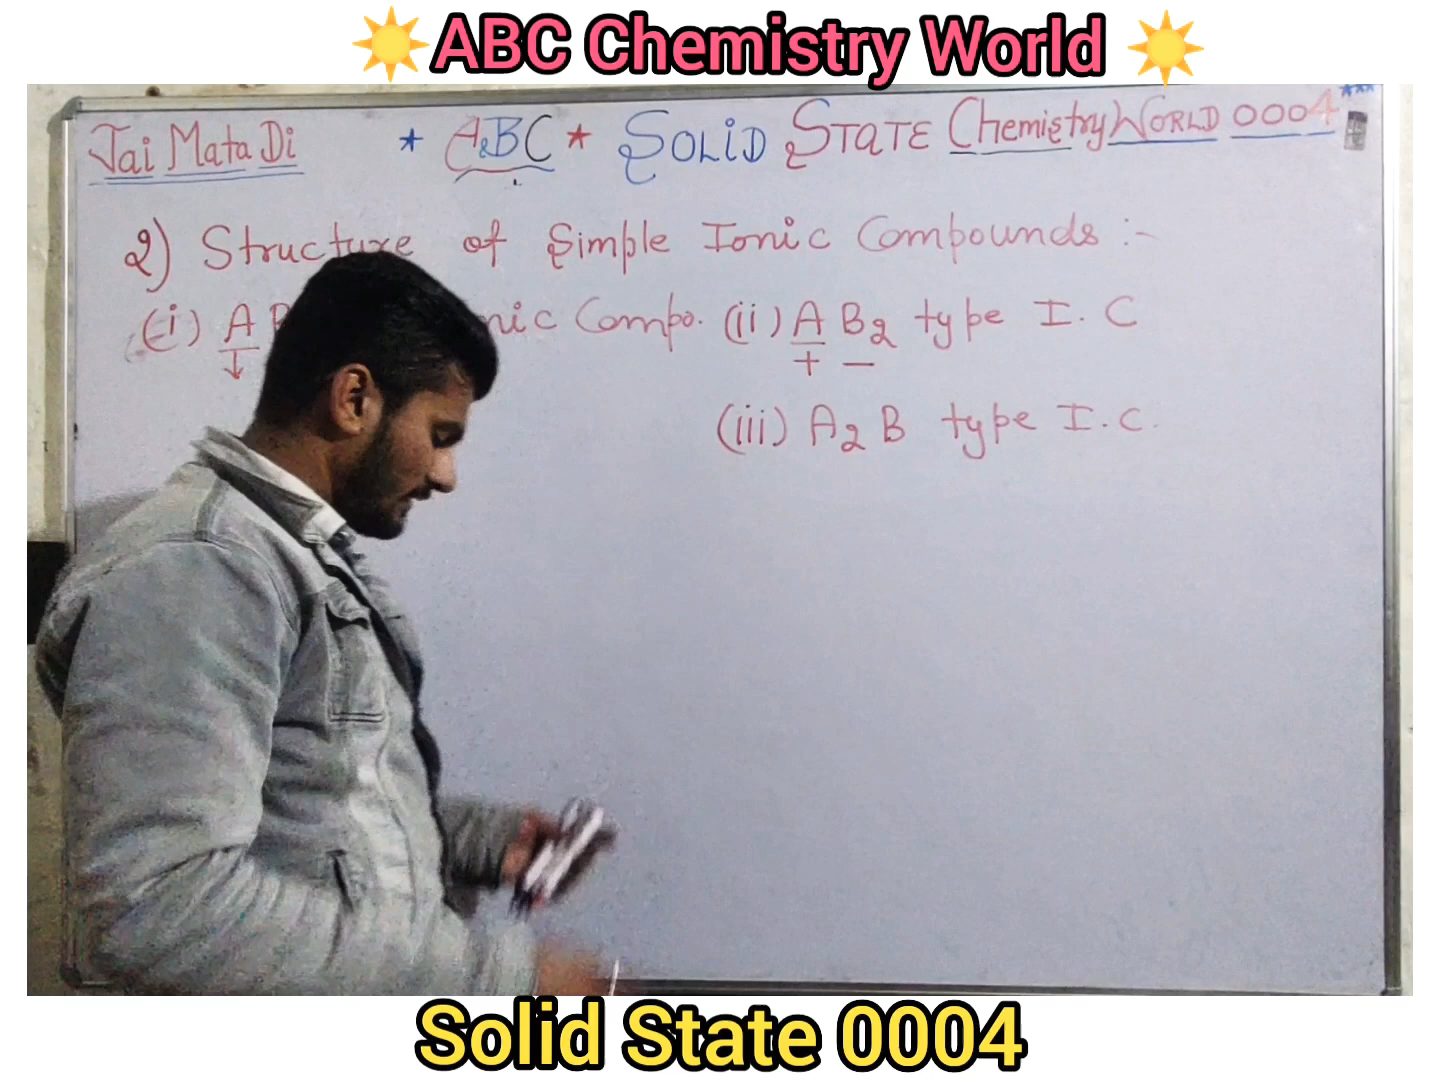 ABC Chemistry World
Jai Mata Di * ABC * SOLiD STATE Chemistry WORLD 0004
2) Structure of Simple Ionic Compounds :-
(i) A Compo. (ii) A B2 type I. C
+ -
(iii) A2 B type I. C.
Solid State 0004